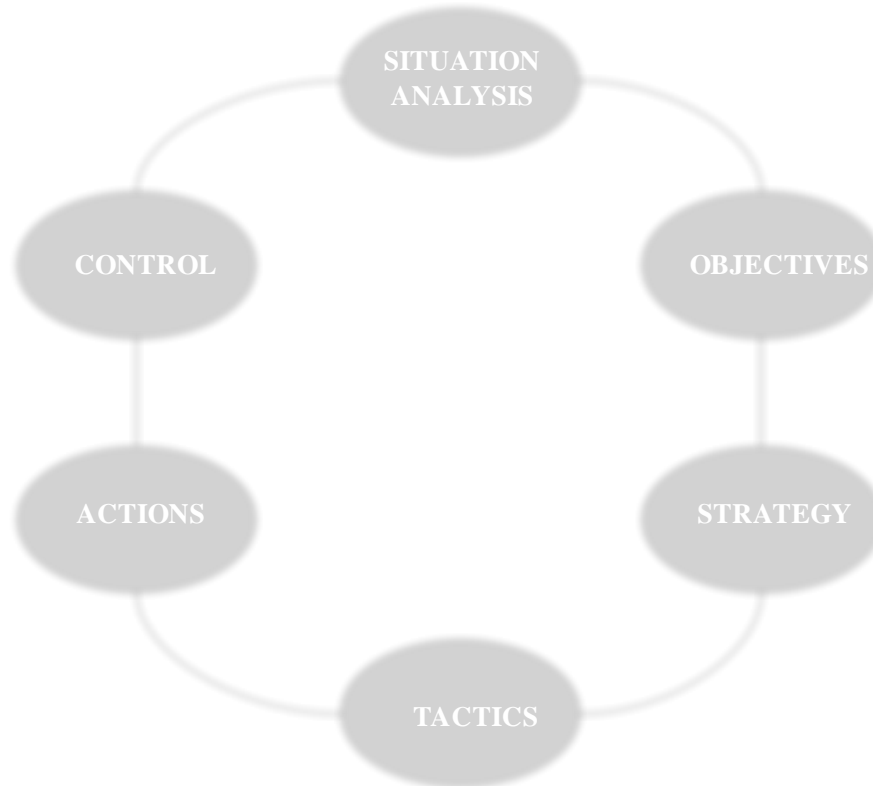 SITUATION
ANALYSIS
OBJECTIVES
STRATEGY
TACTICS
ACTIONS
CONTROL